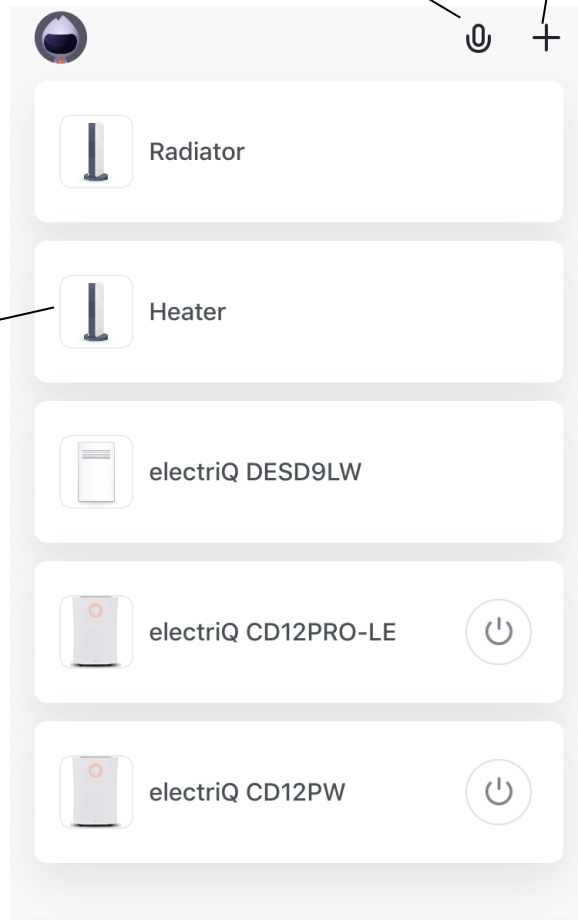 Radiator
Heater
electriQ DESD9LW
electriQ CD12PRO-LE
electriQ CD12PW